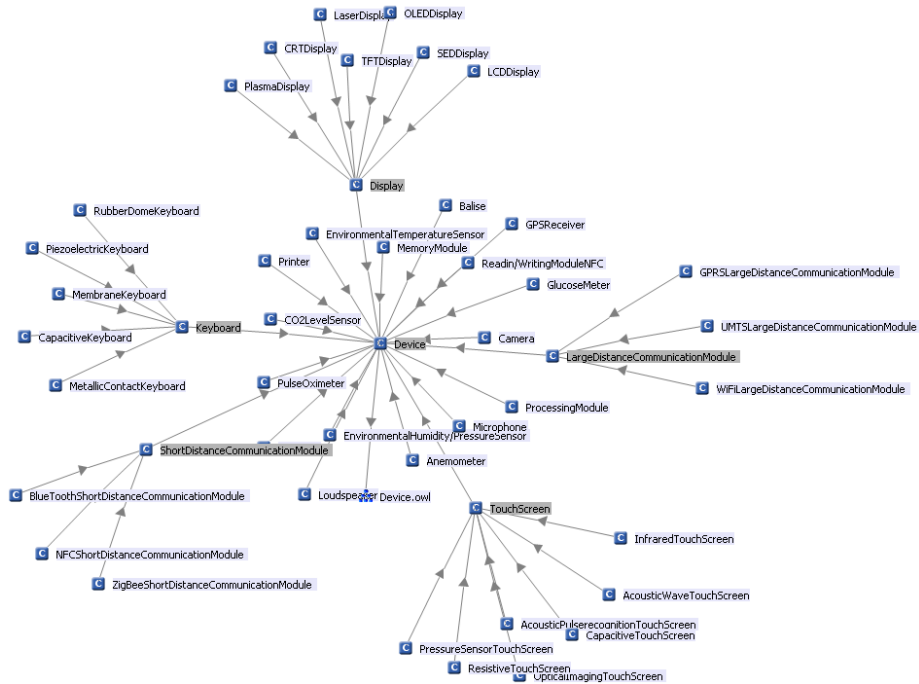 LaserDisplay
OLEDDisplay
CRTDisplay
TFTDisplay
SEDDisplay
LCDDisplay
PlasmaDisplay
Display
RubberDomeKeyboard
Balise
GPSReceiver
EnvironmentalTemperatureSensor
MemoryModule
PiezoelectricKeyboard
Printer
Readin/WritingModuleNFC
GPRSLargeDistanceCommunicationModule
GlucoseMeter
MembraneKeyboard
CO2LevelSensor
Keyboard
UMTSLargeDistanceCommunicationModule
CapacitiveKeyboard
Device
Camera
LargeDistanceCommunicationModule
MetallicContactKeyboard
PulseOximeter
WiFiLargeDistanceCommunicationModule
ProcessingModule
Microphone
EnvironmentalHumidity/PressureSensor
ShortDistanceCommunicationModule
Anemometer
BlueToothShortDistanceCommunicationModule
Loudspeaker
Device.owl
TouchScreen
InfraredTouchScreen
NFCShortDistanceCommunicationModule
ZigBeeShortDistanceCommunicationModule
AcousticWaveTouchScreen
AcousticPulserecognitionTouchScreen
CapacitiveTouchScreen
PressureSensorTouchScreen
ResistiveTouchScreen
OpticalImagingTouchScreen